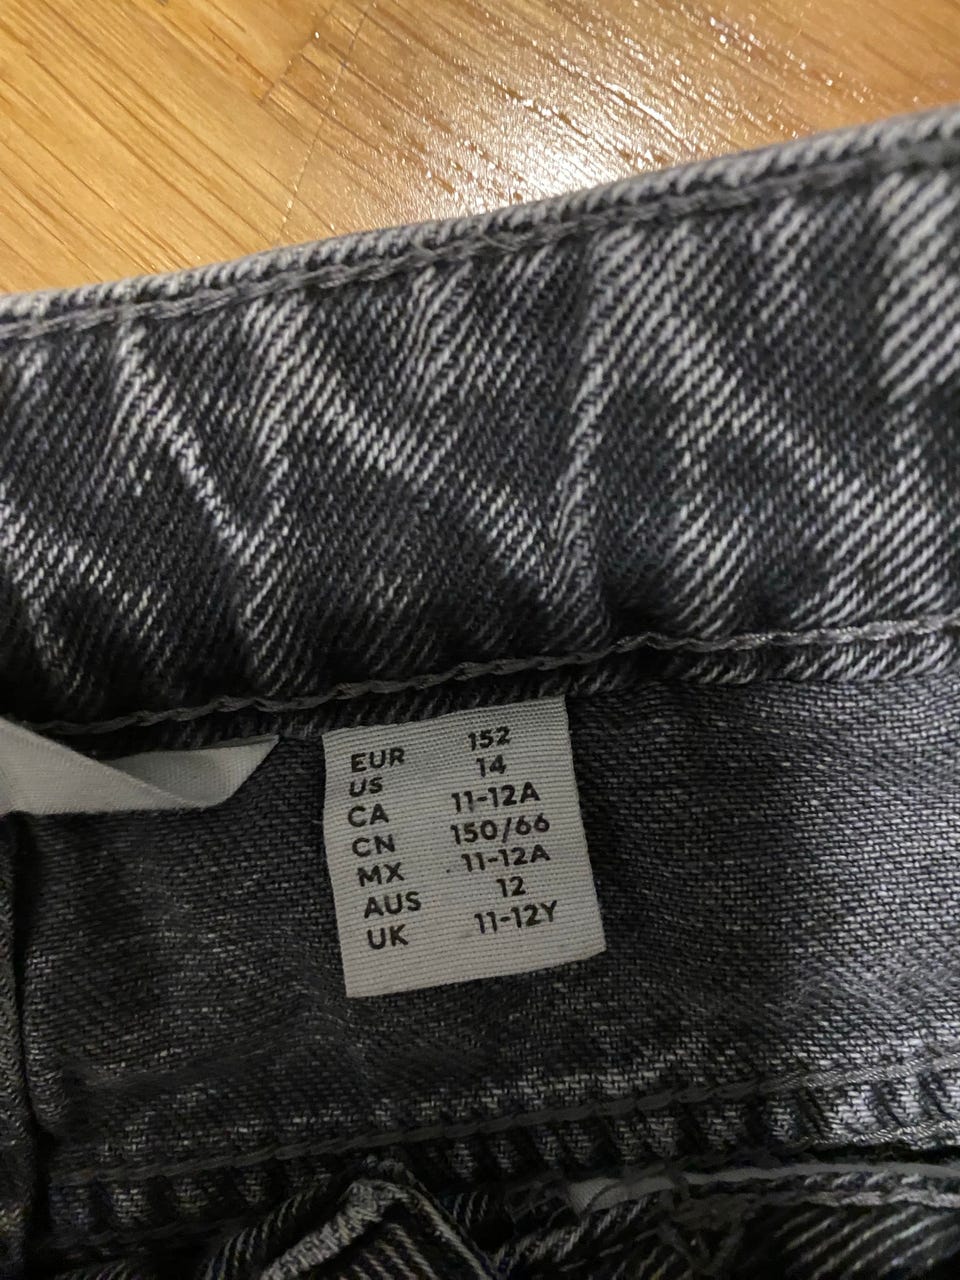 EUR 152
US 14
CA 11-12A
CN 150/66
MX 11-12A
AUS 12
UK 11-12Y